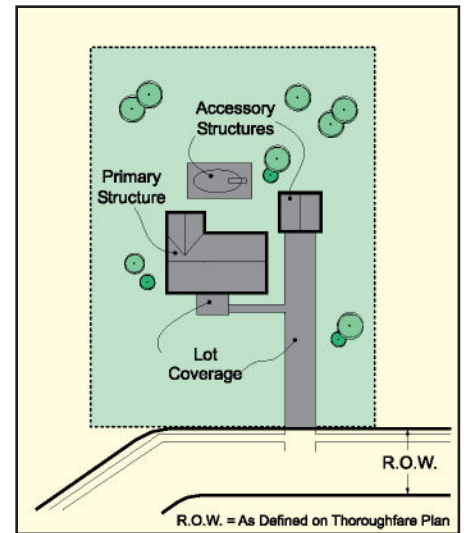 Accessory
Structures
Primary
Structure
Lot
Coverage
R.O.W.
R.O.W. = As Defined on Thoroughfare Plan